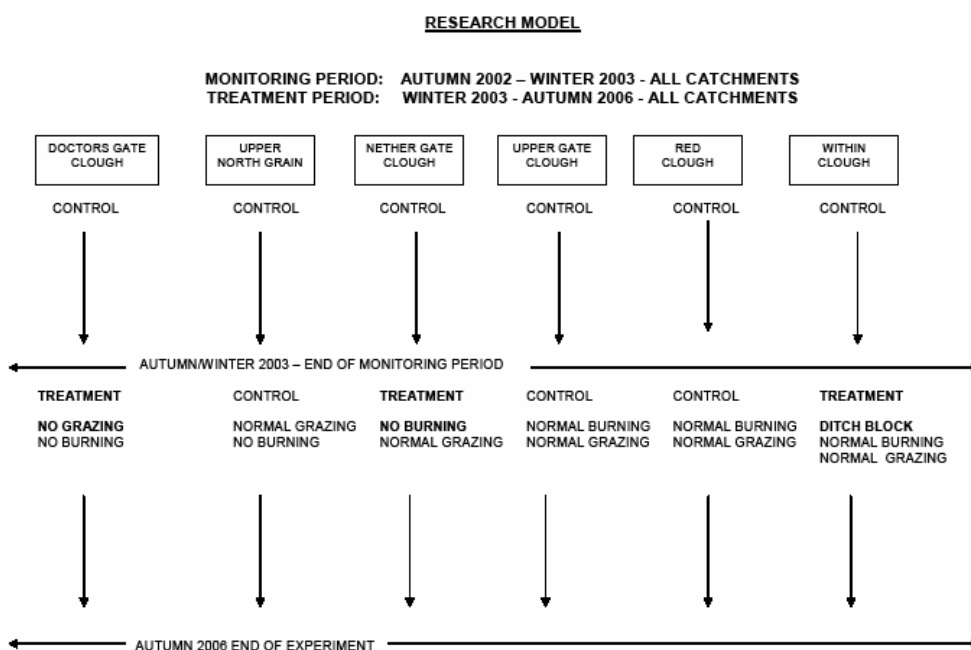 RESEARCH MODEL
MONITORING PERIOD: AUTUMN 2002 – WINTER 2003 - ALL CATCHMENTS
TREATMENT PERIOD: WINTER 2003 - AUTUMN 2006 - ALL CATCHMENTS
DOCTORS GATE
CLOUGH
UPPER
NORTH GRAIN
NETHER GATE
CLOUGH
UPPER GATE
CLOUGH
RED
CLOUGH
WITHIN
CLOUGH
CONTROL
CONTROL
CONTROL
CONTROL
CONTROL
CONTROL
AUTUMN/WINTER 2003 – END OF MONITORING PERIOD
TREATMENT
NO GRAZING
NO BURNING
CONTROL
NORMAL GRAZING
NO BURNING
TREATMENT
NO BURNING
NORMAL GRAZING
CONTROL
NORMAL BURNING
NORMAL GRAZING
CONTROL
NORMAL BURNING
NORMAL GRAZING
TREATMENT
DITCH BLOCK
NORMAL BURNING
NORMAL GRAZING
AUTUMN 2006 END OF EXPERIMENT